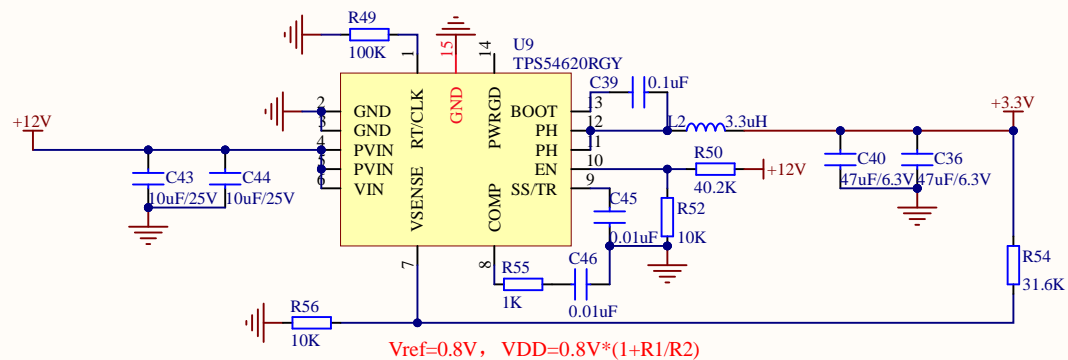 R49
100K
1
15
14
U9
TPS54620RGY
C39
0.1uF
+12V
2
3
4
5
6
GND
GND
PVIN
PVIN
VIN
RT/CLK
GND
PWRGD
BOOT
PH
PH
EN
SS/TR
VSENSE
COMP
13
12
11
10
9
L2
3.3uH
+3.3V
R50
40.2K
+12V
C43
10uF/25V
C44
10uF/25V
C40
47uF/6.3V
C36
47uF/6.3V
C45
0.01uF
R52
10K
7
8
R55
1K
C46
0.01uF
R54
31.6K
R56
10K
Vref=0.8V，VDD=0.8V*(1+R1/R2)